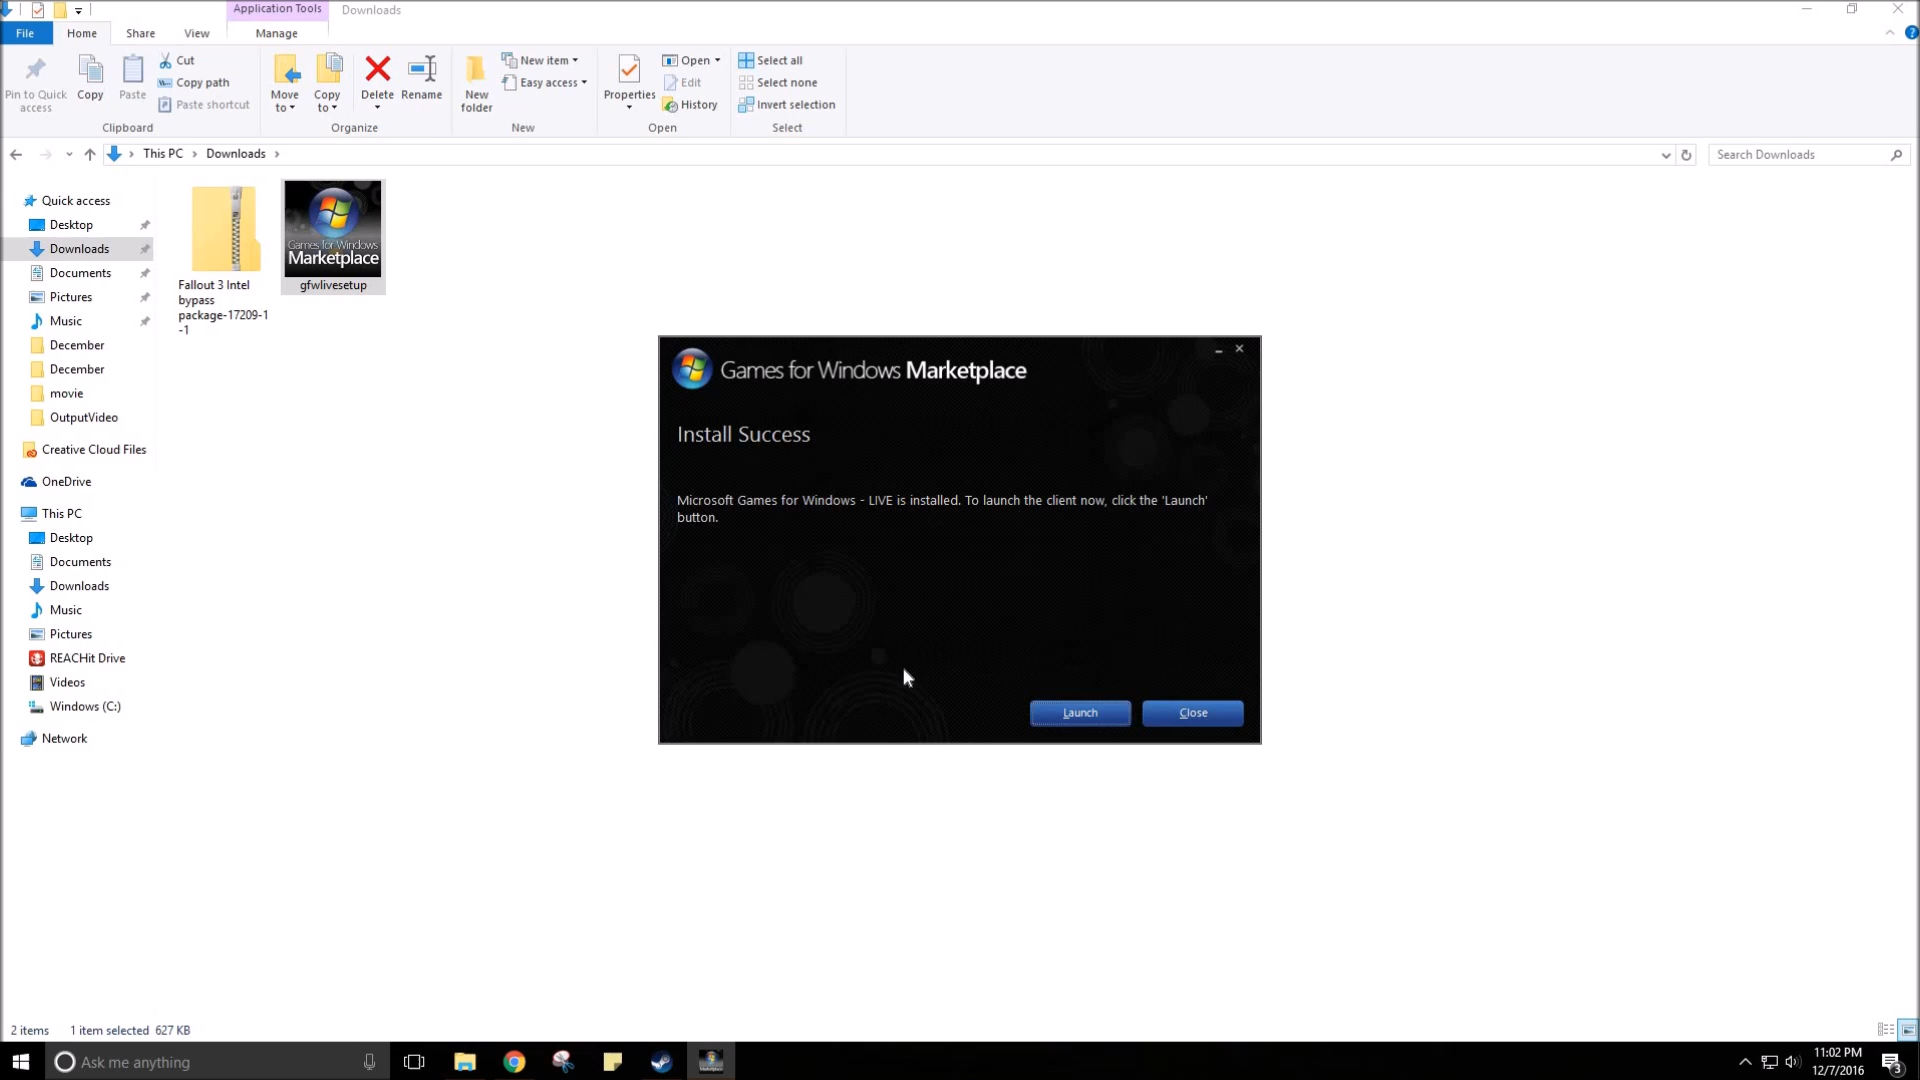 Application Tools
Downloads
File
Home
Share
View
Manage
Pin to Quick access
Copy
Paste
Cut
Copy path
Paste shortcut
Clipboard
Move to
Copy to
Delete
Rename
Organize
New folder
New item
Easy access
New
Properties
Open
Edit
History
Open
Select all
Select none
Invert selection
Select
This PC
Downloads
Search Downloads
Quick access
Desktop
Downloads
Documents
Pictures
Music
December
December
movie
OutputVideo
Creative Cloud Files
OneDrive
This PC
Desktop
Documents
Downloads
Music
Pictures
REACHit Drive
Videos
Windows (C:)
Network
Fallout 3 Intel
bypass
package-17209-1
-1
Games for Windows
Marketplace
gfwlivesetup
Games for Windows Marketplace
Install Success
Microsoft Games for Windows - LIVE is installed. To launch the client now, click the 'Launch'
button.
Launch
Close
2 items
1 item selected 627 KB
Ask me anything
11:02 PM
12/7/2016
3